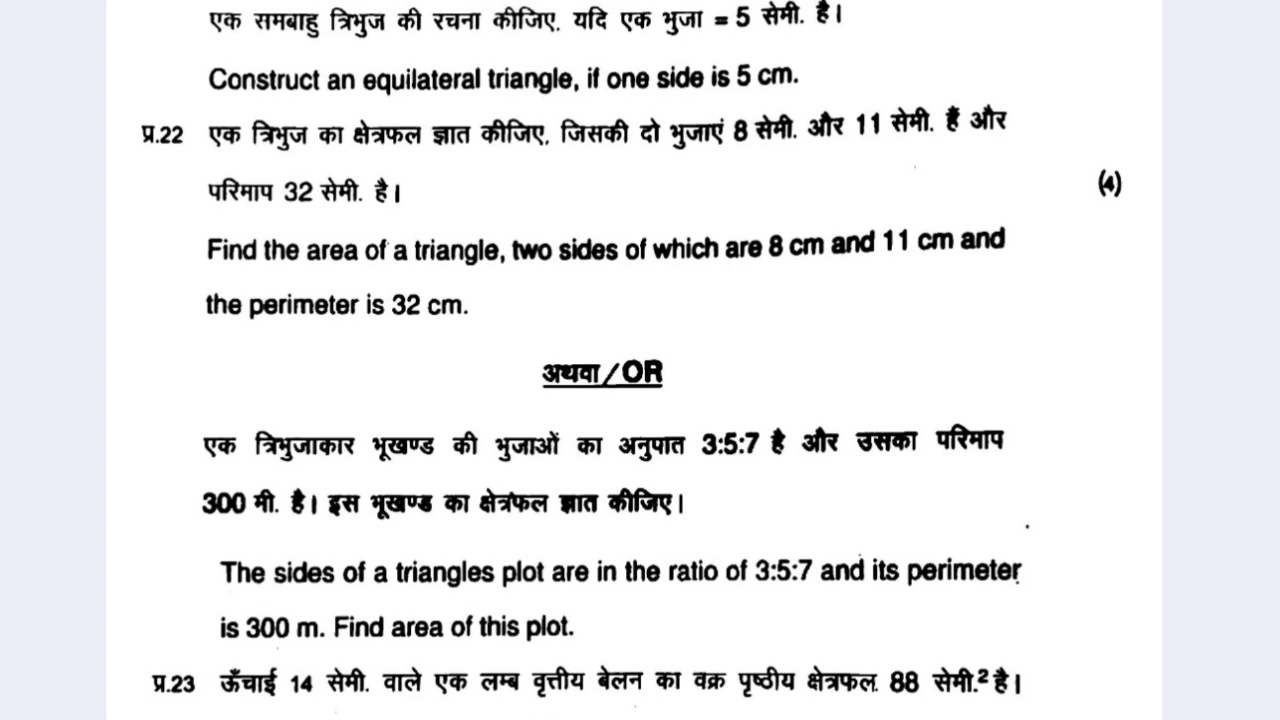 एक समबाहु त्रिभुज की रचना कीजिए. यदि एक भुजा = 5 सेमी. है।
Construct an equilateral triangle, if one side is 5 cm.
प्र.22 एक त्रिभुज का क्षेत्रफल ज्ञात कीजिए, जिसकी दो भुजाएं 8 सेमी. और 11 सेमी. हैं और
परिमाप 32 सेमी. है। (4)
Find the area of a triangle, two sides of which are 8 cm and 11 cm and
the perimeter is 32 cm.
अथवा/OR
एक त्रिभुजाकार भूखण्ड की भुजाओं का अनुपात 3:5:7 है और उसका परिमाप
300 मी. है। इस भूखण्ड का क्षेत्रफल ज्ञात कीजिए।
The sides of a triangles plot are in the ratio of 3:5:7 and its perimeter
is 300 m. Find area of this plot.
प्र.23 ऊँचाई 14 सेमी. वाले एक लम्ब वृत्तीय बेलन का वक्र पृष्ठीय क्षेत्रफल 88 सेमी.² है।